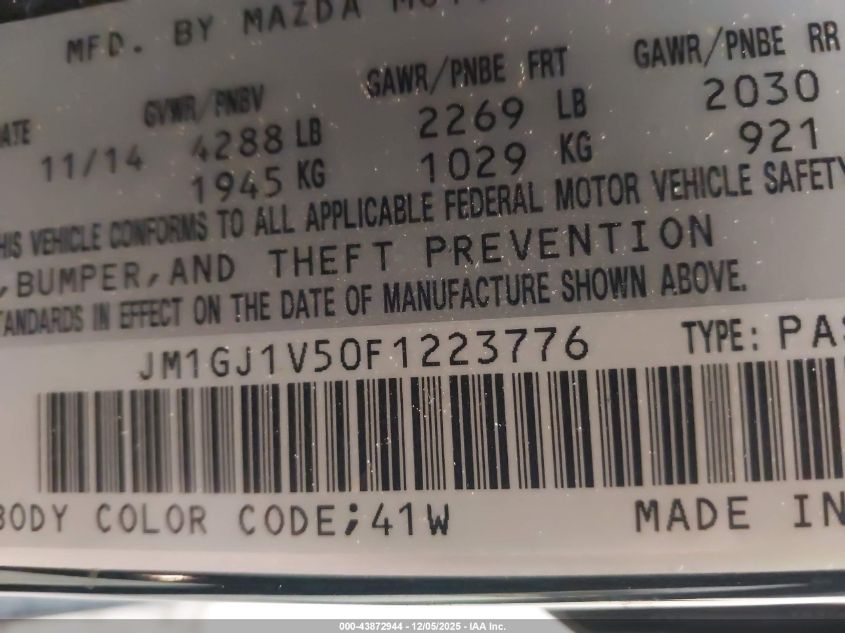 MFD. BY MAZDA
GVWR/PNBV GAWR/PNBE FRT GAWR/PNBE RR
11/14 4288 LB 2269 LB 2030
1945 KG 1029 KG 921
VEHICLE CONFORMS TO ALL APPLICABLE FEDERAL MOTOR VEHICLE SAFETY
,BUMPER,AND THEFT PREVENTION
IN EFFECT ON THE DATE OF MANUFACTURE SHOWN ABOVE.
JM1GJ1V50F1223776 TYPE:
BODY COLOR CODE;41W MADE IN
000-43872944 - 12/05/2025 - IAA Inc.